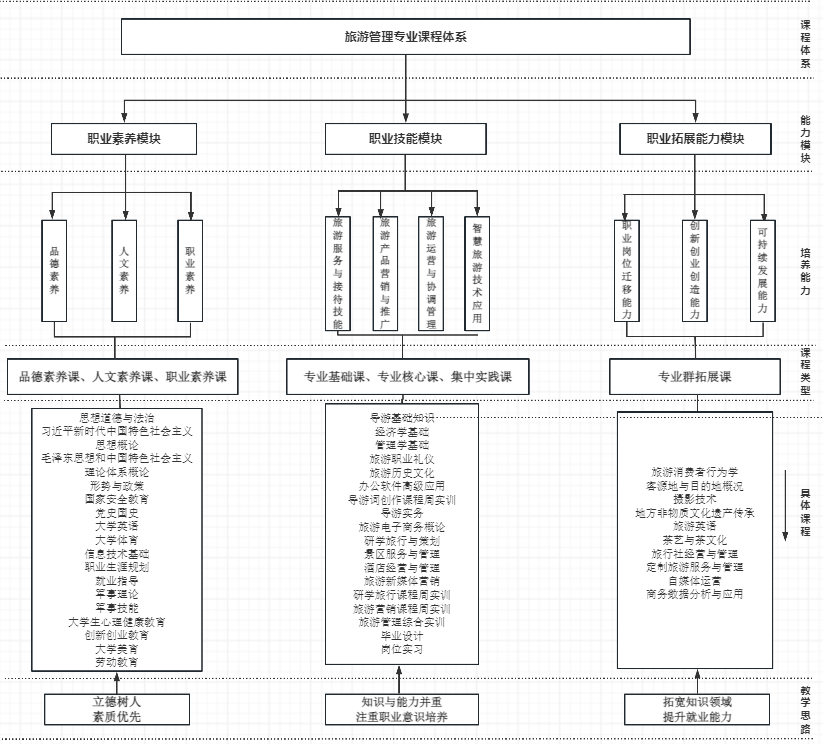 旅游管理专业课程体系
课程体系
职业素养模块
职业技能模块
职业拓展能力模块
能力模块
品德素养
人文素养
职业素养
旅游服务与接待技能
旅游产品营销与推广
旅游运营与协调管理
智慧旅游技术应用
职业岗位迁移能力
创新创业创造能力
可持续发展能力
培养能力
品德素养课、人文素养课、职业素养课
专业基础课、专业核心课、集中实践课
专业群拓展课
课程类型
思想道德与法治
习近平新时代中国特色社会主义
思想概论
毛泽东思想和中国特色社会主义
理论体系概论
形势与政策
国家安全教育
党史国史
大学英语
大学体育
信息技术基础
职业生涯规划
就业指导
军事理论
军事技能
大学生心理健康教育
创新创业教育
大学美育
劳动教育
导游基础知识
经济学基础
管理学基础
旅游职业礼仪
旅游历史文化
办公软件高级应用
导游词创作课程周实训
导游实务
旅游电子商务概论
研学旅行与策划
景区服务与管理
酒店经营与管理
旅游新媒体营销
研学旅行课程周实训
旅游营销课程周实训
旅游管理综合实训
毕业设计
岗位实习
旅游消费者行为学
客源地与目的地概况
摄影技术
地方非物质文化遗产传承
旅游英语
茶艺与茶文化
旅行社经营与管理
定制旅游服务与管理
自媒体运营
商务数据分析与应用
具体课程
立德树人
素质优先
知识与能力并重
注重职业意识培养
拓宽知识领域
提升就业能力
教学思路